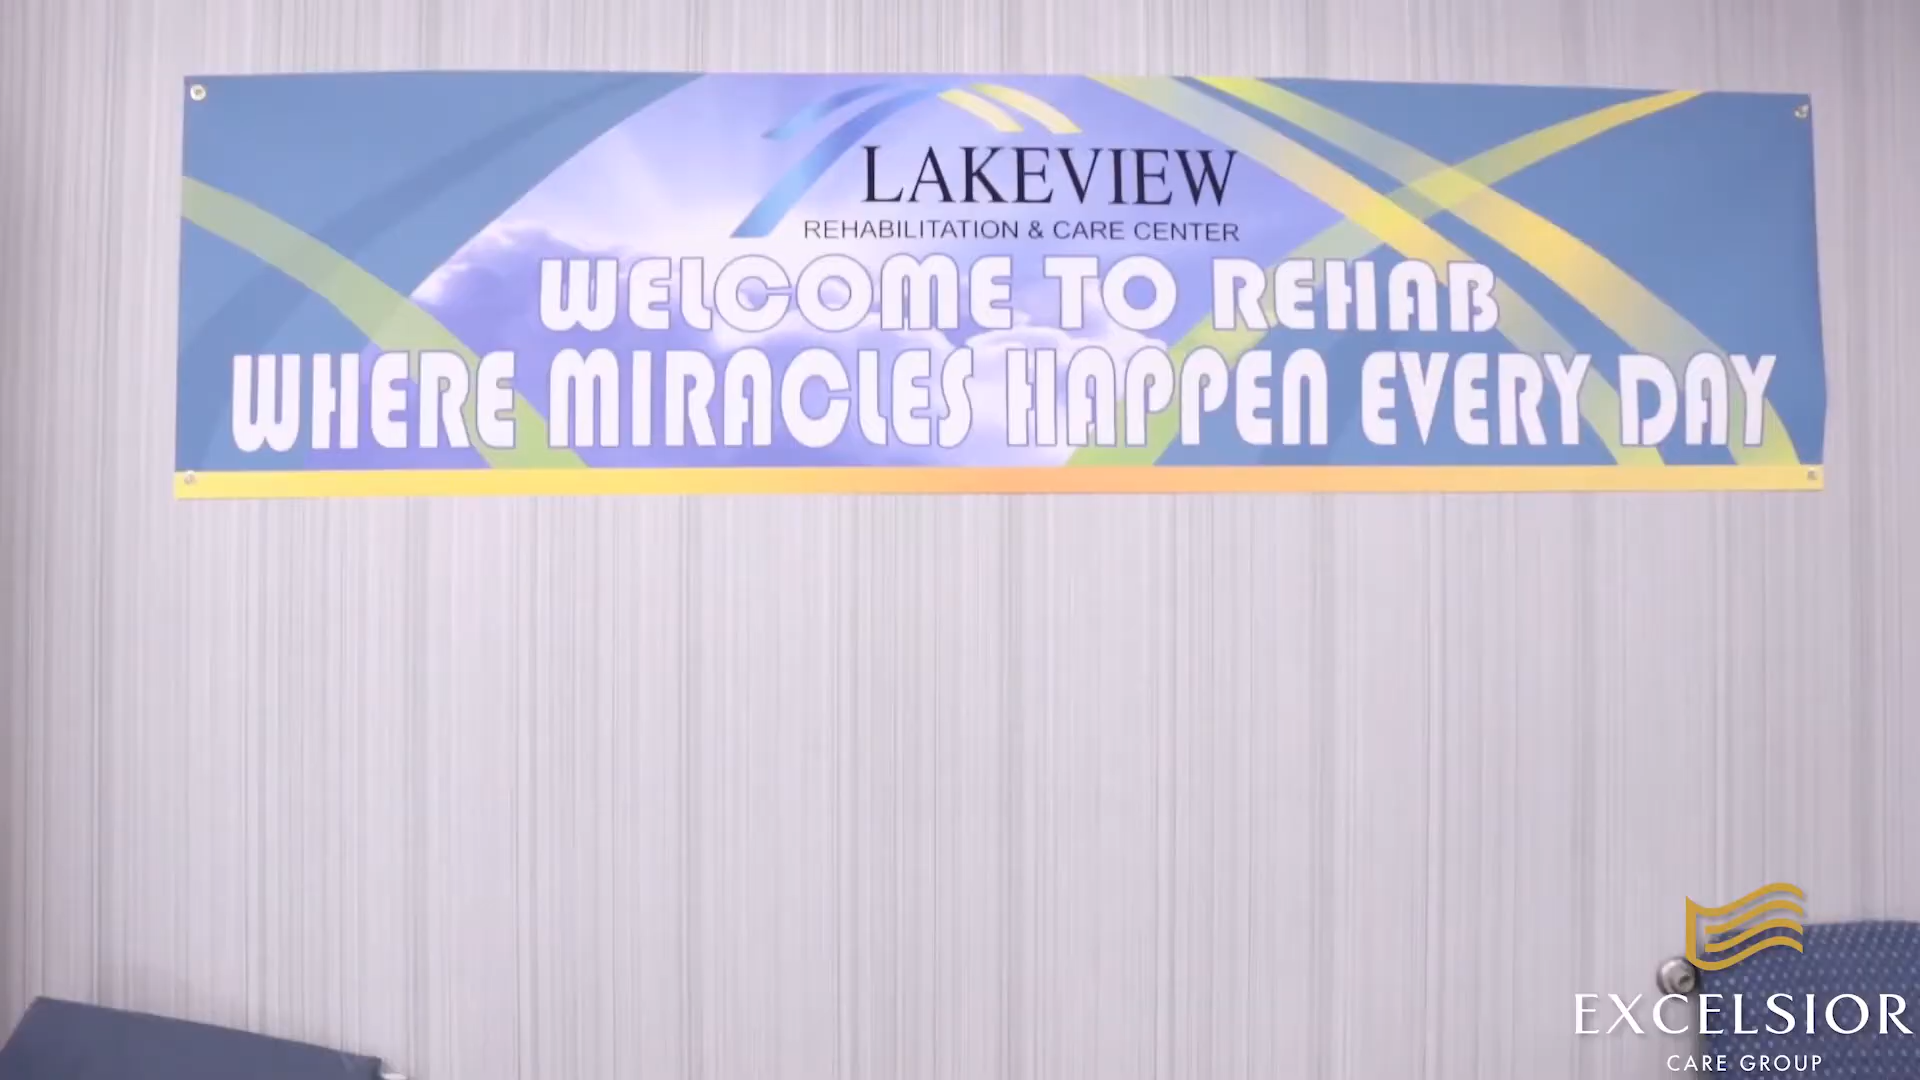 LAKEVIEW
REHABILITATION & CARE CENTER
WELCOME TO REHAB
WHERE MIRACLES HAPPEN EVERY DAY
EXCELSIOR
CARE GROUP